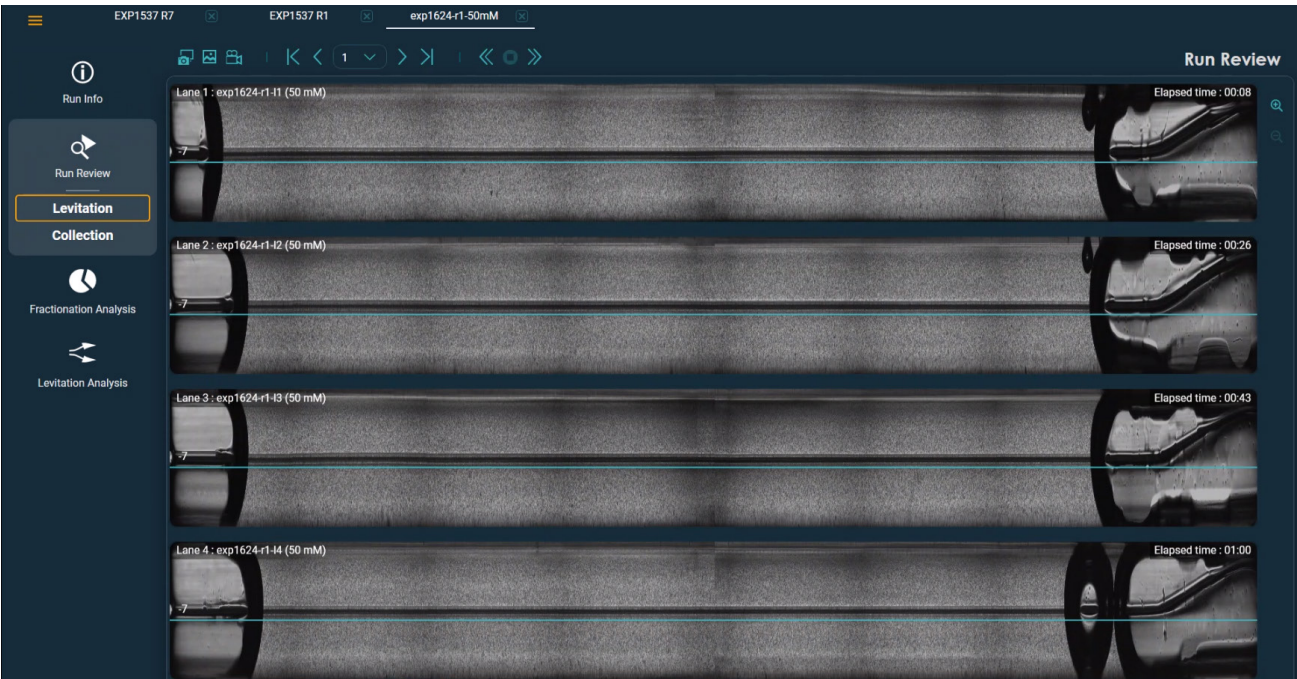 EXP1537 R7
EXP1537 R1
exp1624-r1-50mM
1
Run Review
Run Info
Run Review
Levitation
Collection
Fractionation Analysis
Levitation Analysis
Lane 1 : exp1624-r1-l1 (50 mM)
Elapsed time : 00:08
-7
Lane 2 : exp1624-r1-l2 (50 mM)
Elapsed time : 00:26
-7
Lane 3 : exp1624-r1-l3 (50 mM)
Elapsed time : 00:43
-7
Lane 4 : exp1624-r1-l4 (50 mM)
Elapsed time : 01:00
-7